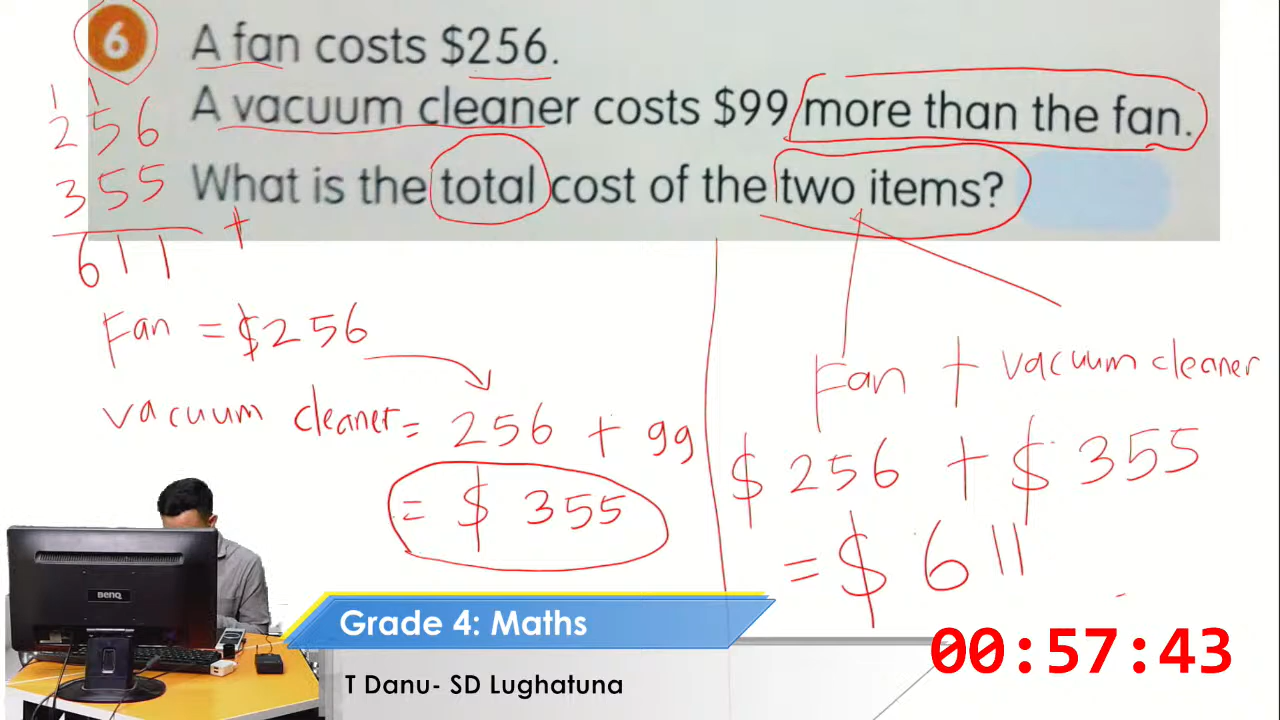 6 A fan costs $256.
A vacuum cleaner costs $99 more than the fan.
What is the total cost of the two items?
1 1
256
355
+
611
Fan = $256
vacuum cleaner = 256 + 99
= $ 355
Fan + vacuum cleaner
$ 256 + $ 355
= $ 611
BenQ
Grade 4: Maths
T Danu- SD Lughatuna
00:57:43